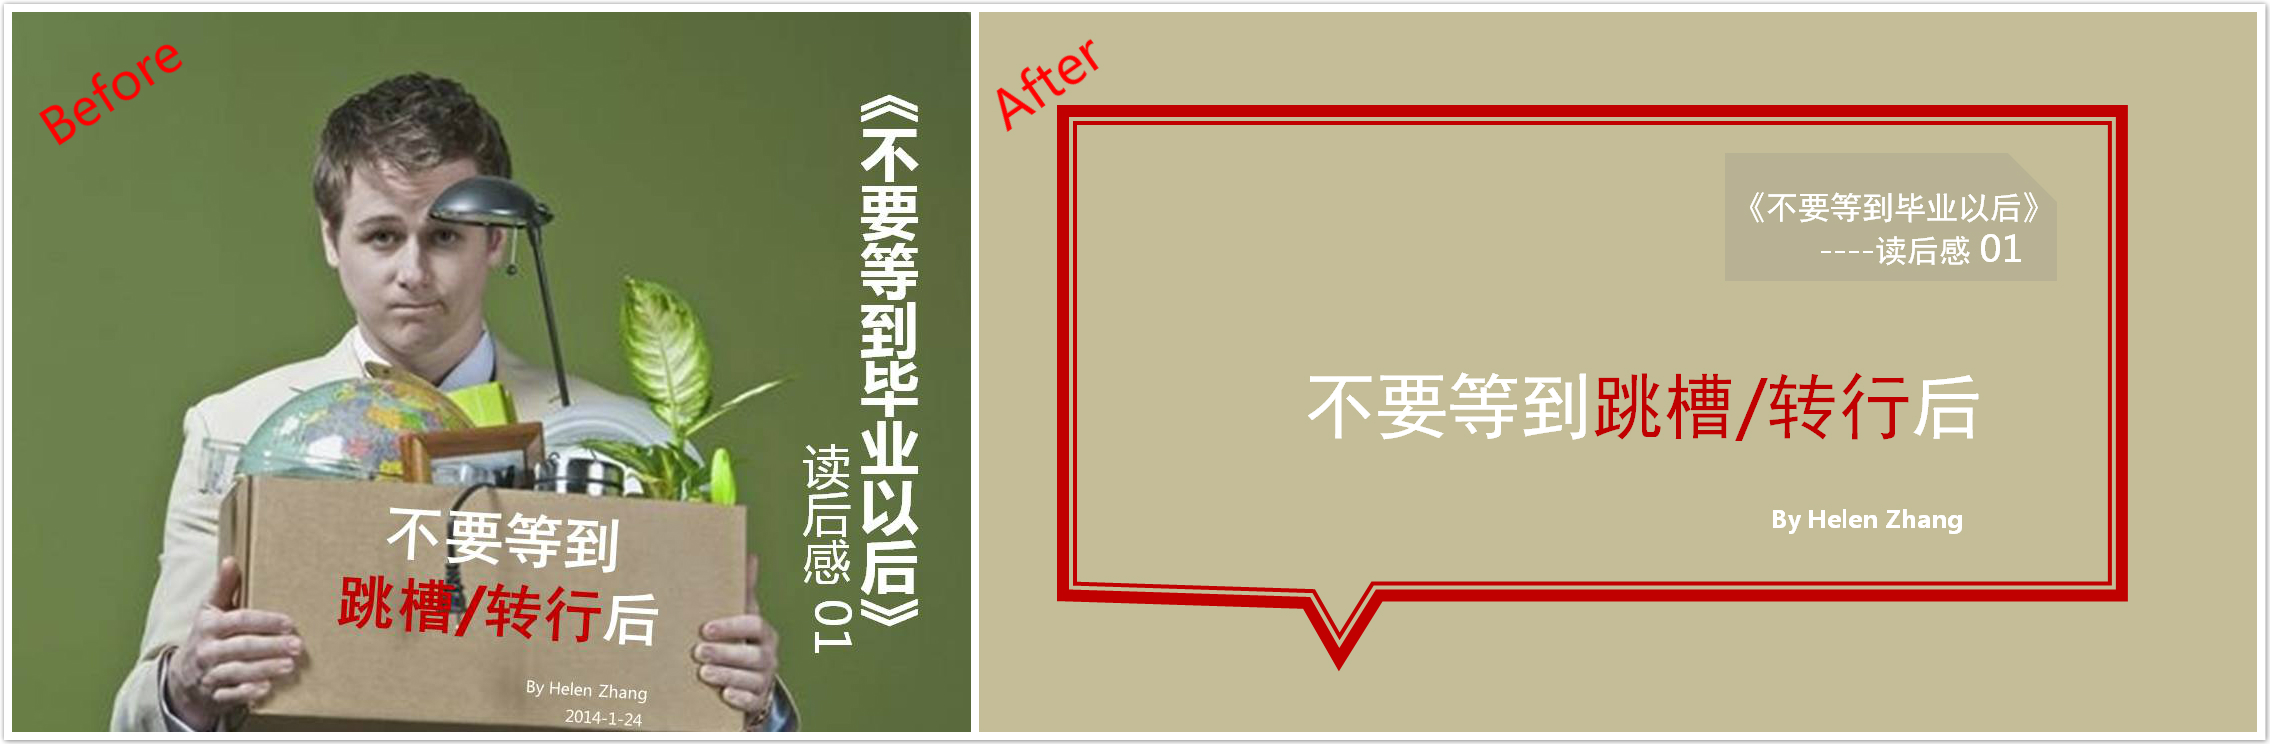 Before
《不要等到毕业以后》
读后感 01
不要等到
跳槽/转行后
By Helen Zhang
2014-1-24
After
《不要等到毕业以后》
----读后感 01
不要等到跳槽/转行后
By Helen Zhang